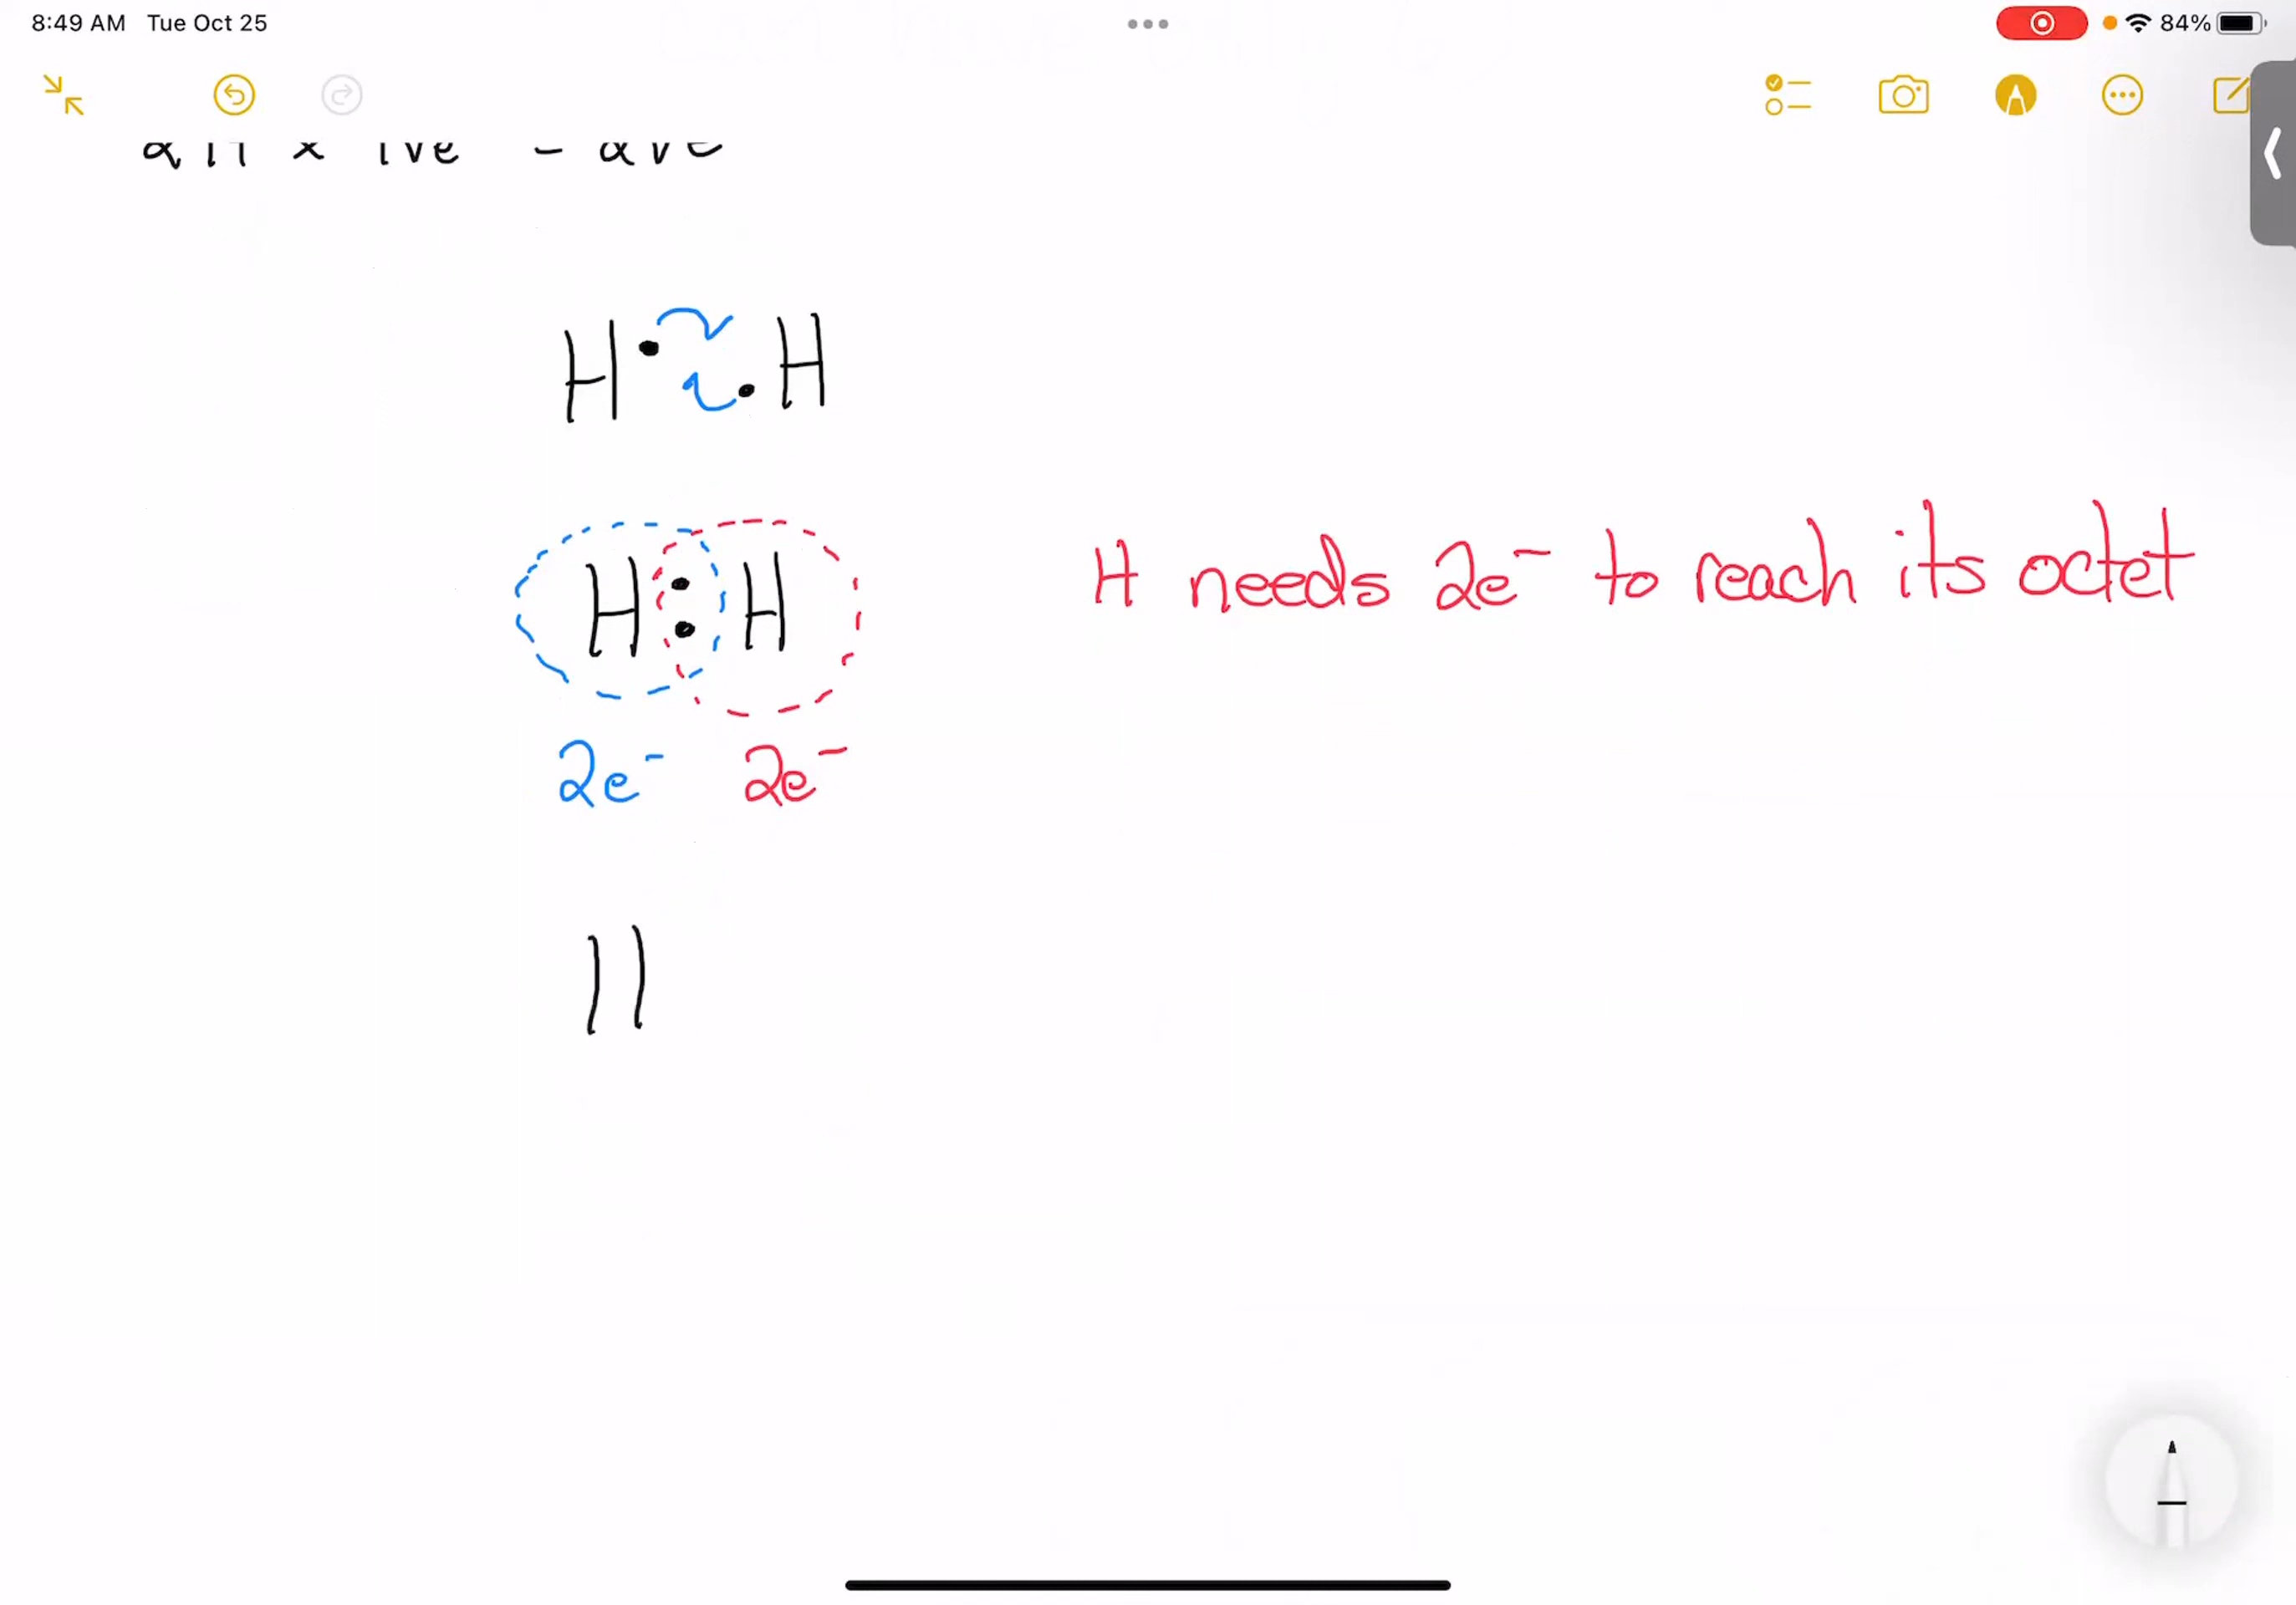 8:49 AM Tue Oct 25
84%
H · · H
H : H
H needs 2e⁻ to reach its octet
2e⁻ 2e⁻